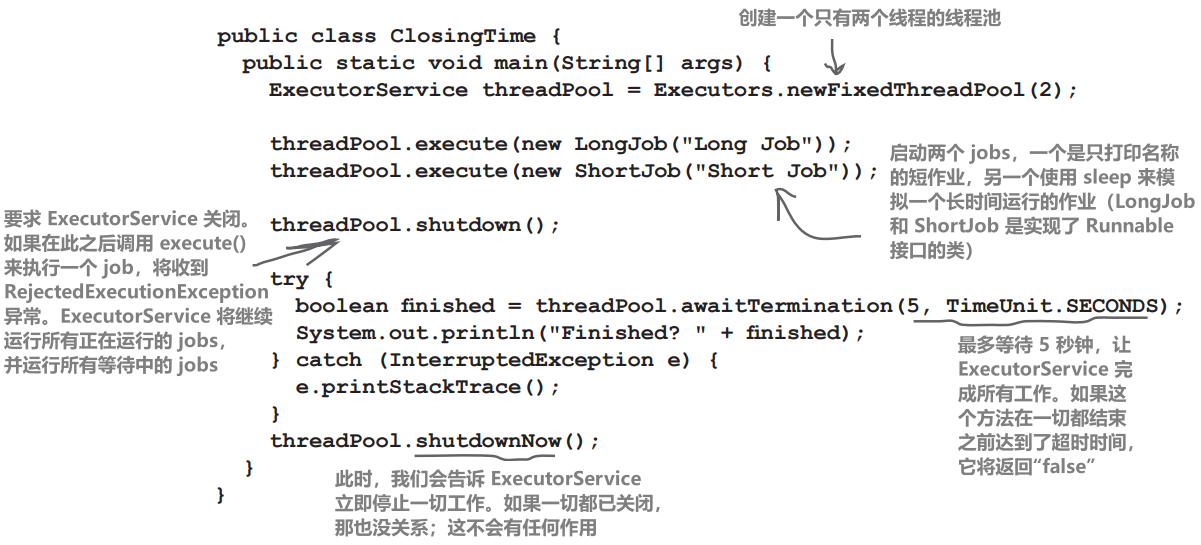 创建一个只有两个线程的线程池
public class ClosingTime {
public static void main(String[] args) {
ExecutorService threadPool = Executors.newFixedThreadPool(2);
threadPool.execute(new LongJob("Long Job"));
threadPool.execute(new ShortJob("Short Job"));
启动两个 jobs，一个是只打印名称
的短作业，另一个使用 sleep 来模
拟一个长时间运行的作业（LongJob
和 ShortJob 是实现了 Runnable
接口的类）
要求 ExecutorService 关闭。
如果在此之后调用 execute()
来执行一个 job，将收到
RejectedExecutionException
异常。ExecutorService 将继续
运行所有正在运行的 jobs，
并运行所有等待中的 jobs
threadPool.shutdown();
try {
boolean finished = threadPool.awaitTermination(5, TimeUnit.SECONDS);
System.out.println("Finished? " + finished);
} catch (InterruptedException e) {
e.printStackTrace();
}
最多等待 5 秒钟，让
ExecutorService 完
成所有工作。如果这
个方法在一切都结束
之前达到了超时时间，
它将返回“false”
threadPool.shutdownNow();
}
}
此时，我们会告诉 ExecutorService
立即停止一切工作。如果一切都已关闭，
那也没关系；这不会有任何作用